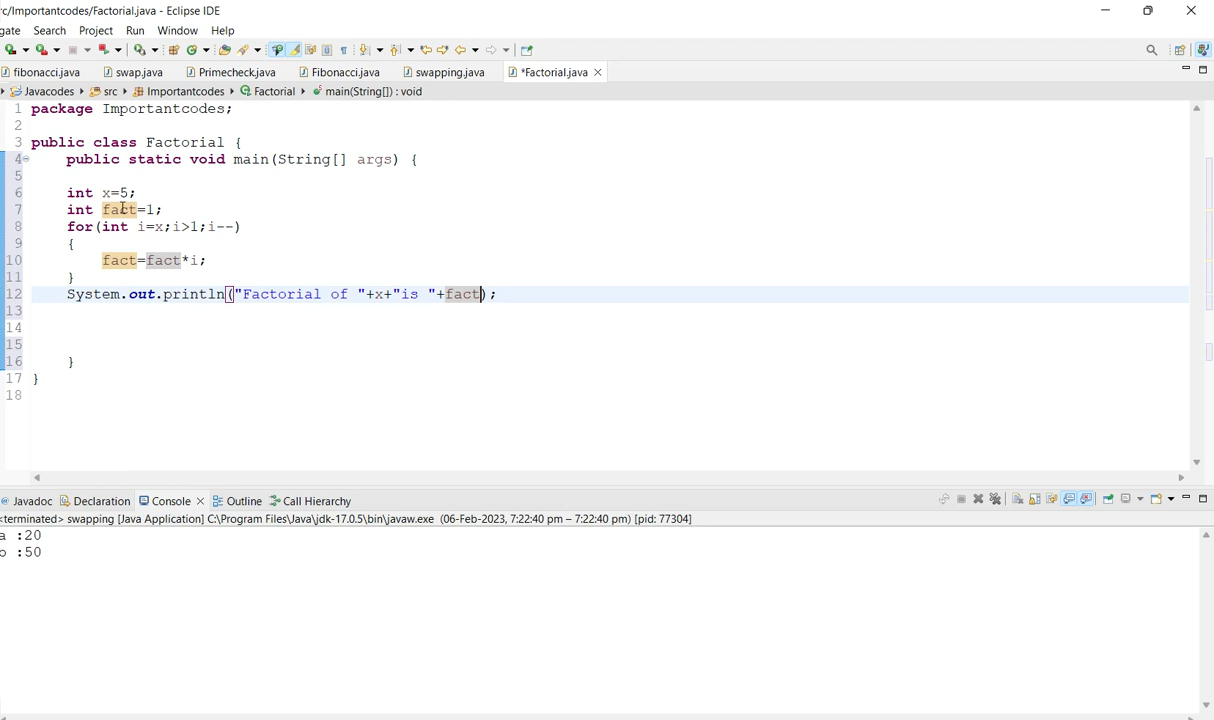 rc/Importantcodes/Factorial.java - Eclipse IDE
gate Search Project Run Window Help
fibonacci.java swap.java Primecheck.java Fibonacci.java swapping.java *Factorial.java
Javacodes src Importantcodes Factorial main(String[]) : void
1 package Importantcodes;
2
3 public class Factorial {
4 public static void main(String[] args) {
5
6 int x=5;
7 int fact=1;
8 for(int i=x;i>1;i--)
9 {
10 fact=fact*i;
11 }
12 System.out.println("Factorial of "+x+"is "+fact);
13
14
15
16 }
17 }
18
Javadoc Declaration Console Outline Call Hierarchy
<terminated> swapping [Java Application] C:\Program Files\Java\jdk-17.0.5\bin\javaw.exe (06-Feb-2023, 7:22:40 pm – 7:22:40 pm) [pid: 77304]
a :20
b :50